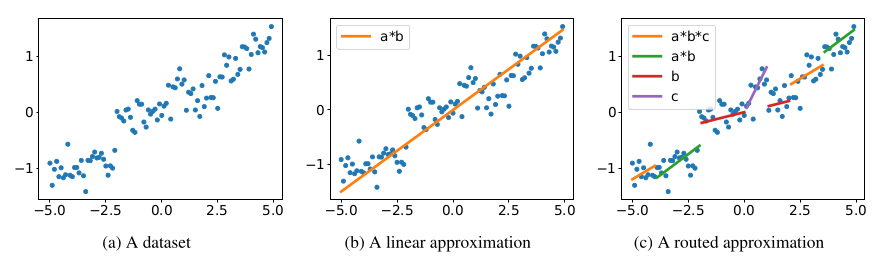 1
0
−1
−5.0 −2.5 0.0 2.5 5.0
(a) A dataset
a*b
1
0
−1
−5.0 −2.5 0.0 2.5 5.0
(b) A linear approximation
a*b*c
a*b
b
c
1
0
−1
−5.0 −2.5 0.0 2.5 5.0
(c) A routed approximation